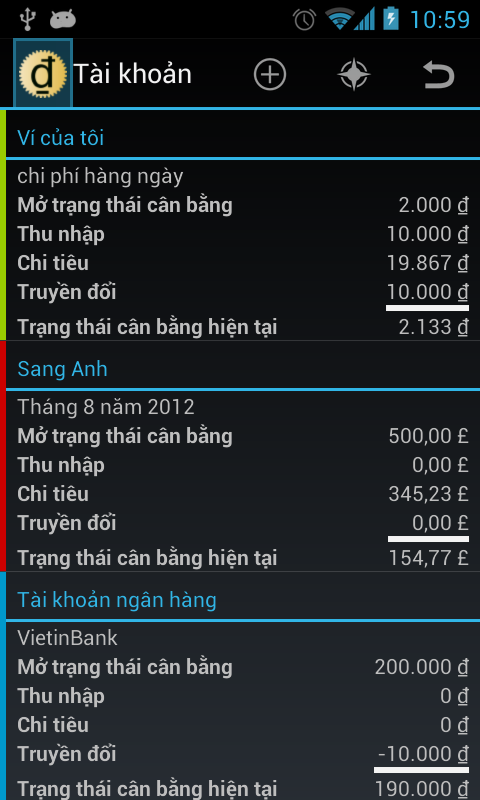 10:59
₫ Tài khoản
Ví của tôi
chi phí hàng ngày
Mở trạng thái cân bằng 2.000 ₫
Thu nhập 10.000 ₫
Chi tiêu 19.867 ₫
Truyền đổi 10.000 ₫
Trạng thái cân bằng hiện tại 2.133 ₫
Sang Anh
Tháng 8 năm 2012
Mở trạng thái cân bằng 500,00 £
Thu nhập 0,00 £
Chi tiêu 345,23 £
Truyền đổi 0,00 £
Trạng thái cân bằng hiện tại 154,77 £
Tài khoản ngân hàng
VietinBank
Mở trạng thái cân bằng 200.000 ₫
Thu nhập 0 ₫
Chi tiêu 0 ₫
Truyền đổi -10.000 ₫
Trạng thái cân bằng hiện tại 190.000 ₫